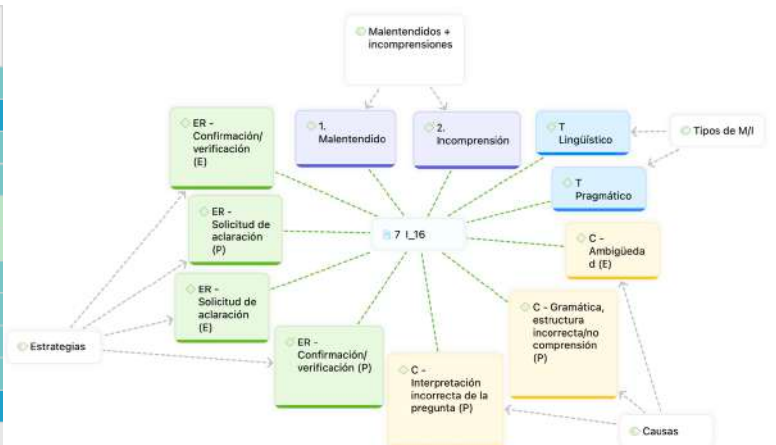 Malentendidos +
incomprensiones
ER -
Confirmación/
verificación
(E)
1.
Malentendido
2.
Incomprensión
T
Lingüístico
Tipos de M/I
T
Pragmático
ER -
Solicitud de
aclaración
(P)
7 I_16
C -
Ambigüeda
d (E)
ER -
Solicitud de
aclaración
(E)
C - Gramática,
estructura
incorrecta/no
comprensión
(P)
Estrategias
ER -
Confirmación/
verificación (P)
C -
Interpretación
incorrecta de la
pregunta (P)
Causas